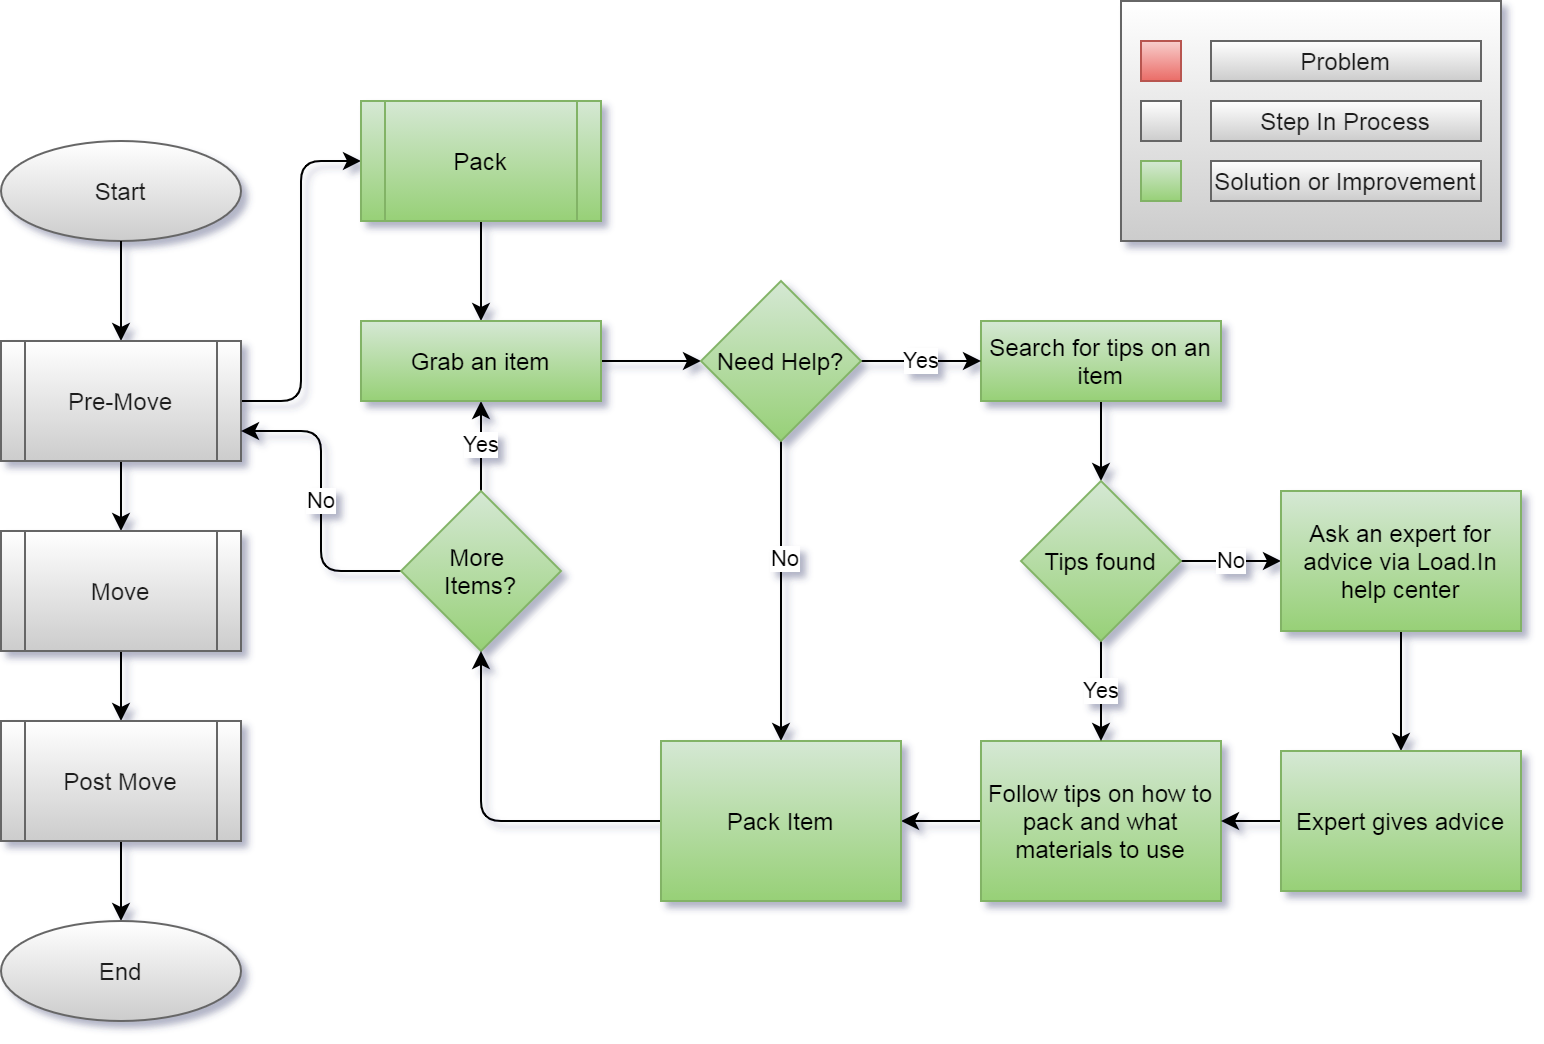 Problem
Step In Process
Solution or Improvement
Start
Pack
Pre-Move
Grab an item
Need Help?
Yes
Search for tips on an
item
Yes
No
More
Items?
No
Tips found
No
Ask an expert for
advice via Load.In
help center
Move
Yes
Post Move
Pack Item
Follow tips on how to
pack and what
materials to use
Expert gives advice
End